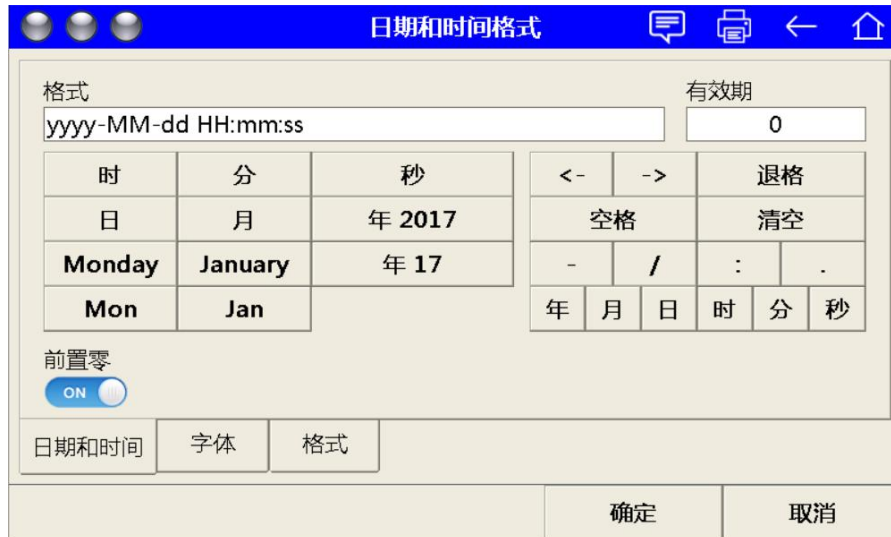 日期和时间格式
格式 有效期
yyyy-MM-dd HH:mm:ss 0
时 分 秒 <- -> 退格
日 月 年 2017 空格 清空
Monday January 年 17 - / : .
Mon Jan 年 月 日 时 分 秒
前置零
ON
日期和时间 字体 格式
确定 取消